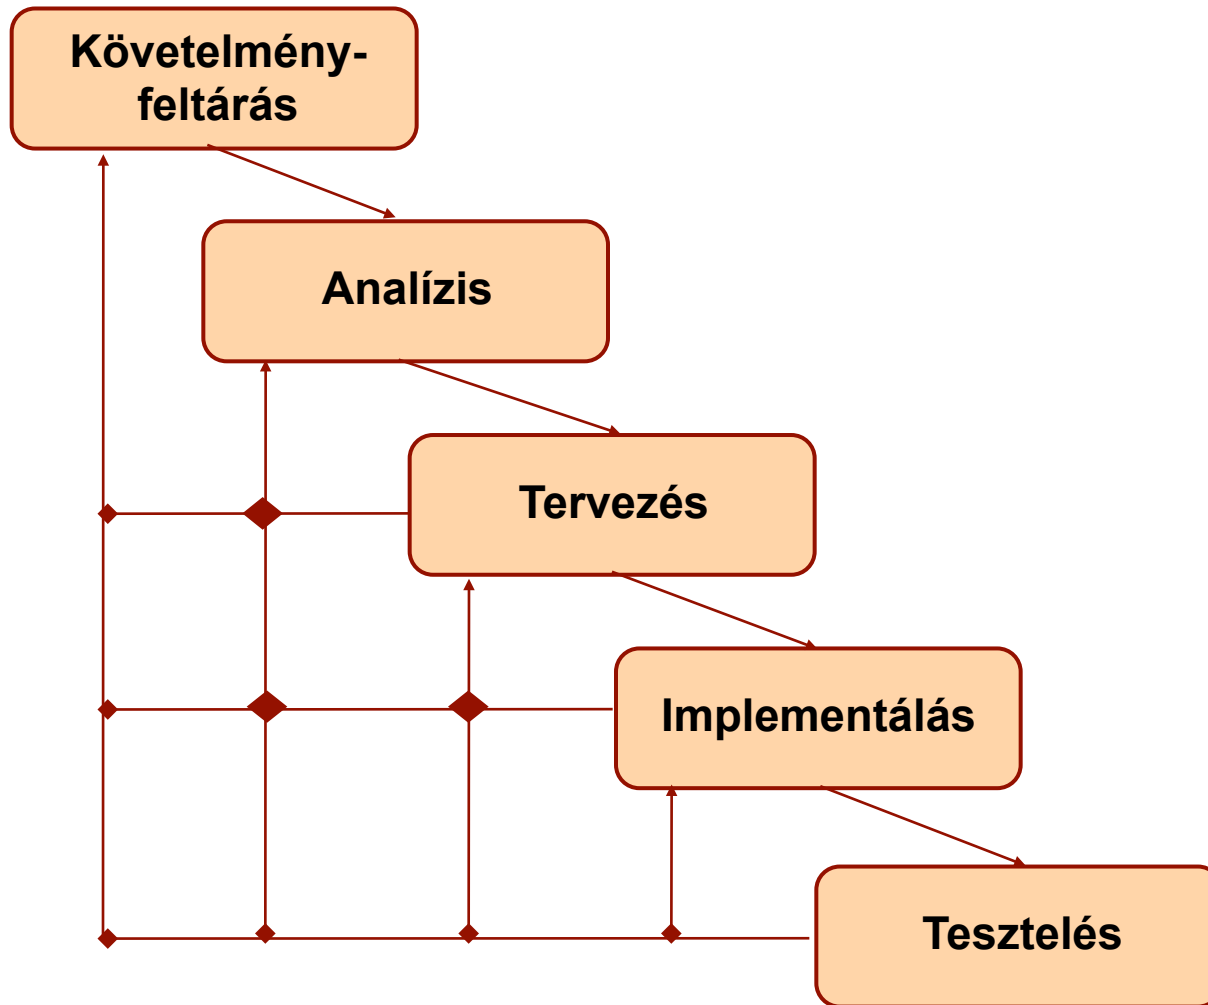 Követelmény-
feltárás
Analízis
Tervezés
Implementálás
Tesztelés